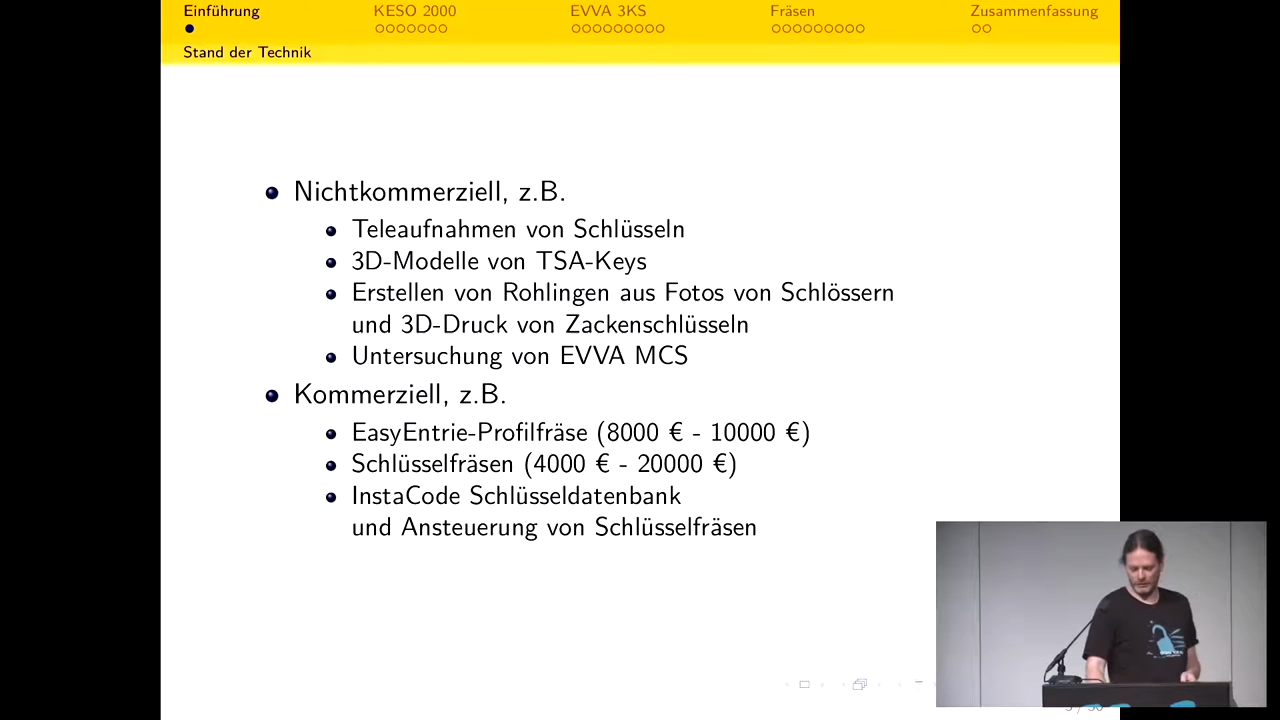 Einführung KESO 2000 EVVA 3KS Fräsen Zusammenfassung
Stand der Technik
Nichtkommerziell, z.B.
Teleaufnahmen von Schlüsseln
3D-Modelle von TSA-Keys
Erstellen von Rohlingen aus Fotos von Schlössern
und 3D-Druck von Zackenschlüsseln
Untersuchung von EVVA MCS
Kommerziell, z.B.
EasyEntrie-Profilfräse (8000 € - 10000 €)
Schlüsselfräsen (4000 € - 20000 €)
InstaCode Schlüsseldatenbank
und Ansteuerung von Schlüsselfräsen